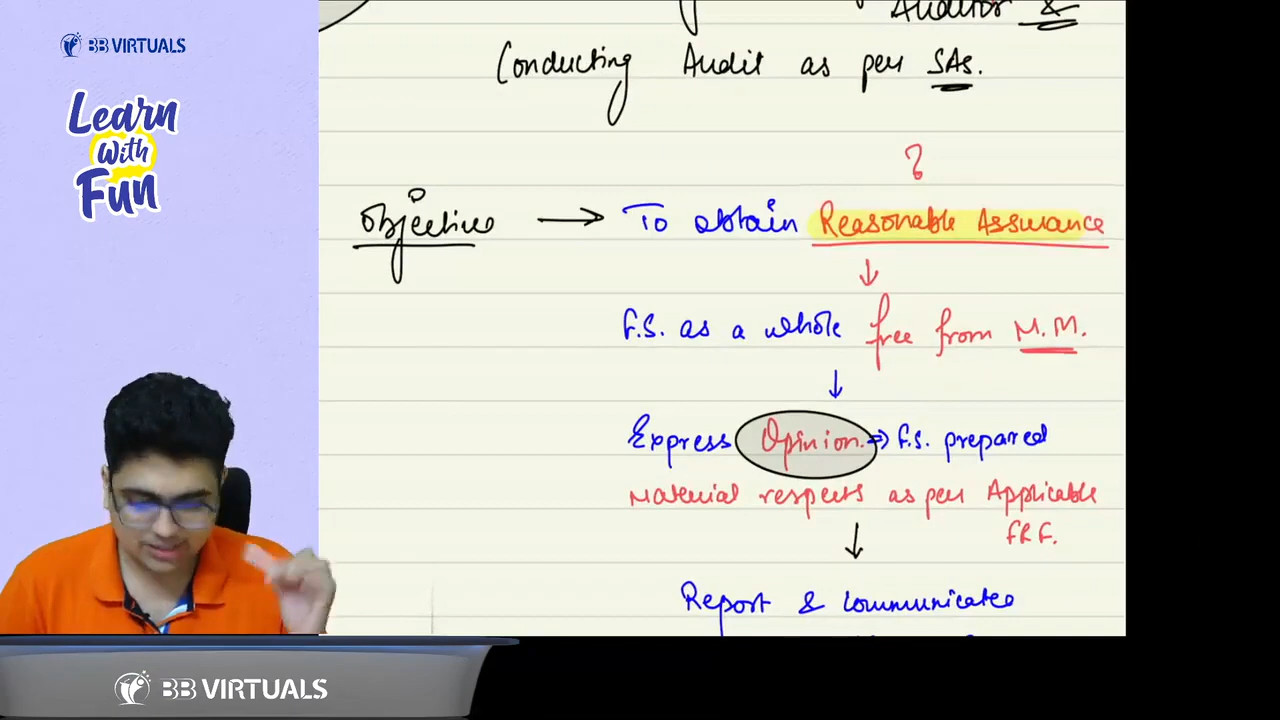 BB VIRTUALS
Learn
with
Fun
Auditor &
Conducting Audit as per SAs.
?
Objective → To obtain Reasonable Assurance
↓
F.S. as a whole free from M.M.
↓
Express Opinion ⇒ F.S. prepared
Material respects as per Applicable
FRF.
↓
Report & Communicate
BB VIRTUALS